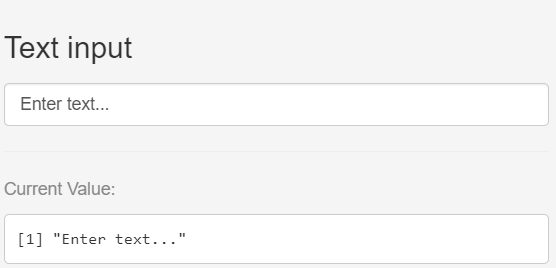 Text input
Enter text...
Current Value:
[1] "Enter text..."